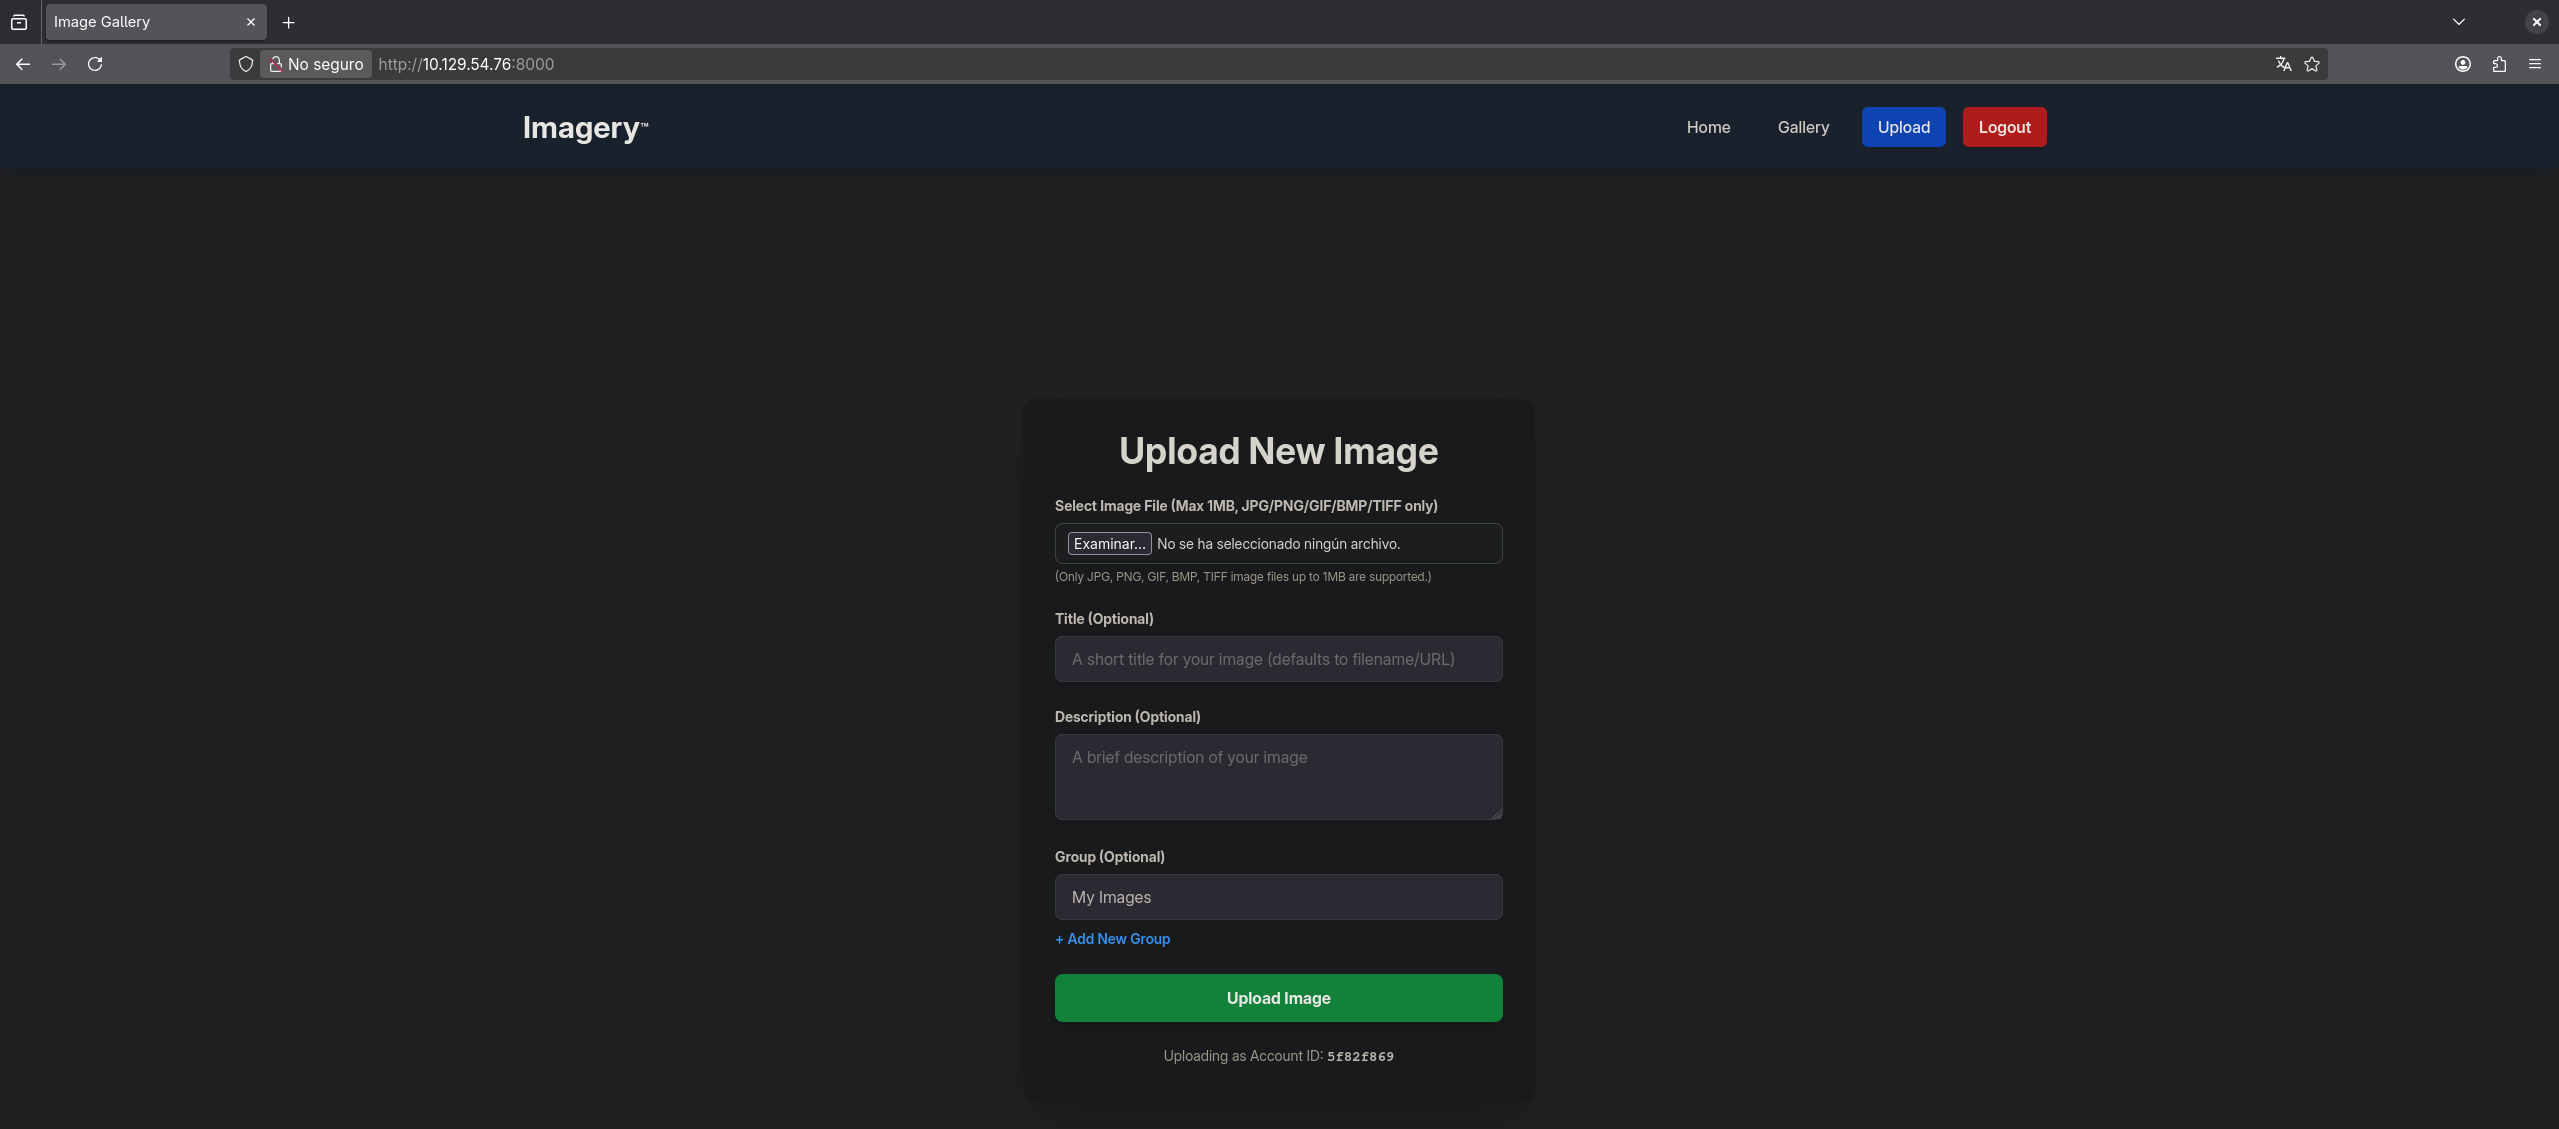 Image Gallery
No seguro http://10.129.54.76:8000
Imagery™
Home Gallery Upload Logout
Upload New Image
Select Image File (Max 1MB, JPG/PNG/GIF/BMP/TIFF only)
Examinar... No se ha seleccionado ningún archivo.
(Only JPG, PNG, GIF, BMP, TIFF image files up to 1MB are supported.)
Title (Optional)
A short title for your image (defaults to filename/URL)
Description (Optional)
A brief description of your image
Group (Optional)
My Images
+ Add New Group
Upload Image
Uploading as Account ID: 5f82f869